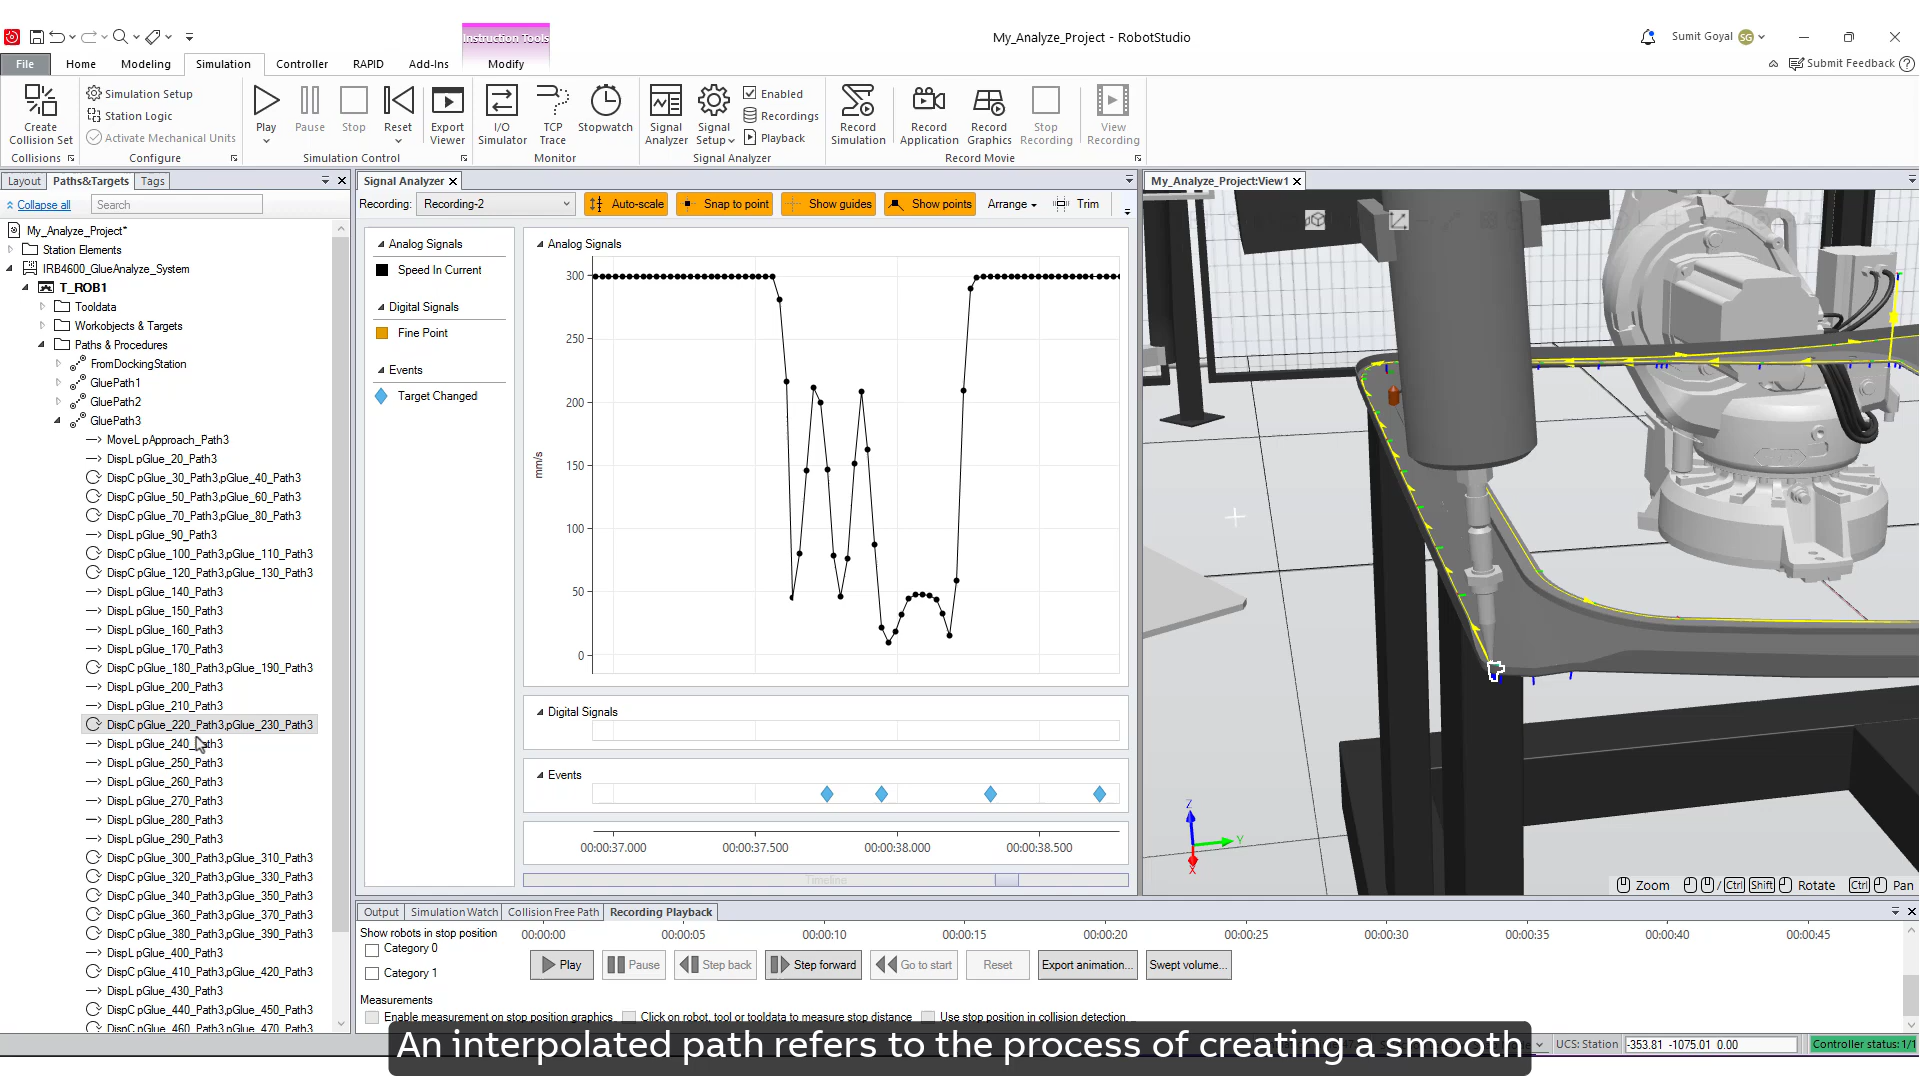 Instruction Tools
My_Analyze_Project - RobotStudio
Sumit Goyal SG
File Home Modeling Simulation Controller RAPID Add-Ins Modify
Submit Feedback
Create Collision Set
Collisions
Simulation Setup
Station Logic
Activate Mechanical Units
Configure
Play Pause Stop Reset Export Viewer
Simulation Control
I/O Simulator TCP Trace Stopwatch
Monitor
Signal Analyzer Signal Setup
Enabled
Recordings
Playback
Signal Analyzer
Record Simulation Record Application Record Graphics Stop Recording View Recording
Record Movie
Layout Paths&Targets Tags
Collapse all Search
My_Analyze_Project*
Station Elements
IRB4600_GlueAnalyze_System
T_ROB1
Tooldata
Workobjects & Targets
Paths & Procedures
FromDockingStation
GluePath1
GluePath2
GluePath3
MoveL pApproach_Path3
DispL pGlue_20_Path3
DispC pGlue_30_Path3,pGlue_40_Path3
DispC pGlue_50_Path3,pGlue_60_Path3
DispC pGlue_70_Path3,pGlue_80_Path3
DispL pGlue_90_Path3
DispC pGlue_100_Path3,pGlue_110_Path3
DispC pGlue_120_Path3,pGlue_130_Path3
DispL pGlue_140_Path3
DispL pGlue_150_Path3
DispL pGlue_160_Path3
DispL pGlue_170_Path3
DispC pGlue_180_Path3,pGlue_190_Path3
DispL pGlue_200_Path3
DispL pGlue_210_Path3
DispC pGlue_220_Path3,pGlue_230_Path3
DispL pGlue_240_Path3
DispL pGlue_250_Path3
DispL pGlue_260_Path3
DispL pGlue_270_Path3
DispL pGlue_280_Path3
DispL pGlue_290_Path3
DispC pGlue_300_Path3,pGlue_310_Path3
DispC pGlue_320_Path3,pGlue_330_Path3
DispC pGlue_340_Path3,pGlue_350_Path3
DispC pGlue_360_Path3,pGlue_370_Path3
DispC pGlue_380_Path3,pGlue_390_Path3
DispL pGlue_400_Path3
DispC pGlue_410_Path3,pGlue_420_Path3
DispL pGlue_430_Path3
DispC pGlue_440_Path3,pGlue_450_Path3
DispC pGlue_460_Path3,pGlue_470_Path3
Signal Analyzer
Recording: Recording-2 Auto-scale Snap to point Show guides Show points Arrange Trim
Analog Signals
Speed In Current
Digital Signals
Fine Point
Events
Target Changed
Analog Signals
300
250
200
150
100
50
0
mm/s
Digital Signals
Events
00:00:37.000 00:00:37.500 00:00:38.000 00:00:38.500
Timeline
My_Analyze_Project:View1
Z
Y
X
Zoom / Ctrl Shift Rotate Ctrl Pan
Output Simulation Watch Collision Free Path Recording Playback
Show robots in stop position
Category 0
Category 1
00:00:00 00:00:05 00:00:10 00:00:15 00:00:20 00:00:25 00:00:30 00:00:35 00:00:40 00:00:45
Play Pause Step back Step forward Go to start Reset Export animation... Swept volume...
Measurements
Enable measurement on stop position graphics Click on robot, tool or tooldata to measure stop distance Use stop position in collision detection
An interpolated path refers to the process of creating a smooth
UCS: Station -353.81 -1075.01 0.00 Controller status: 1/1